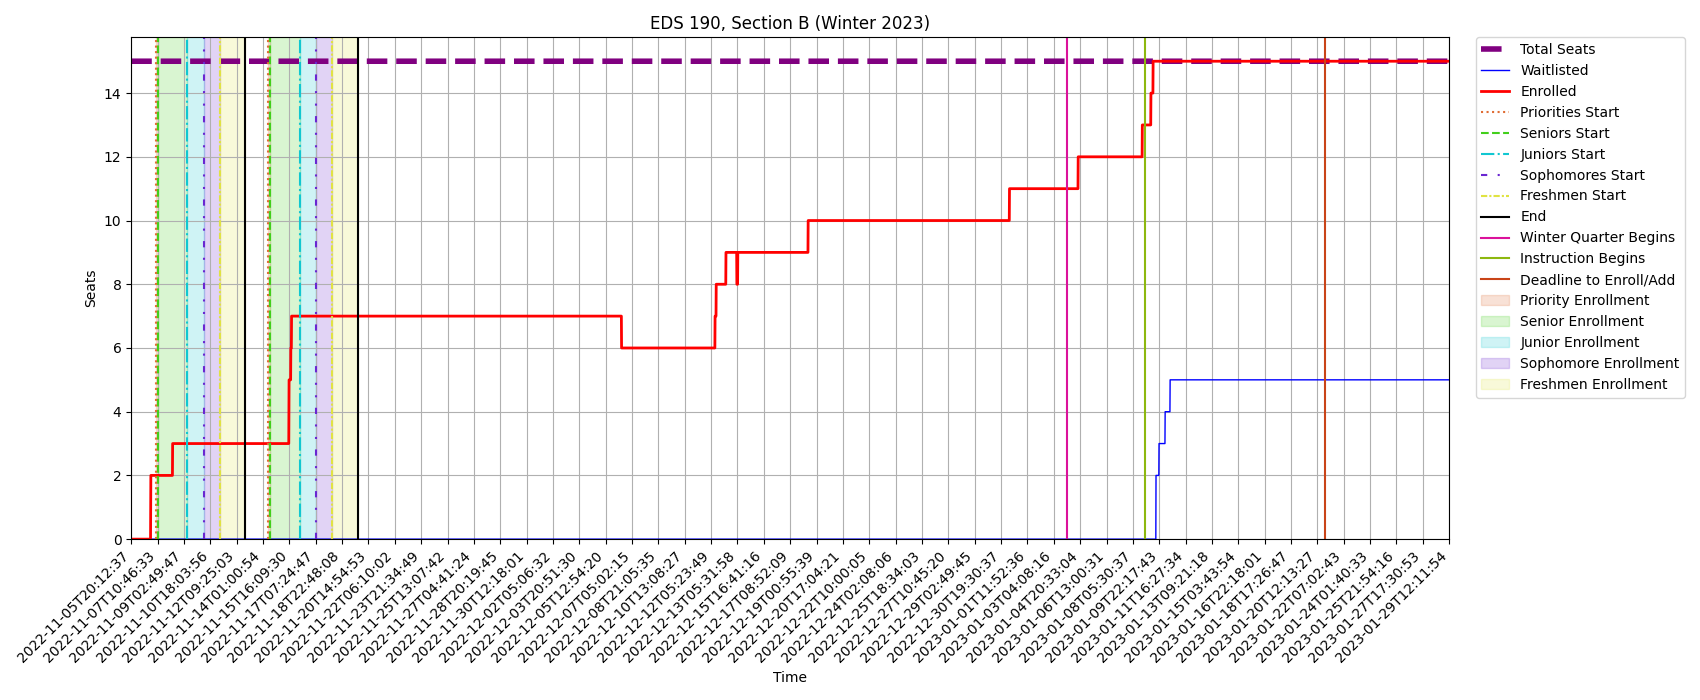 EDS 190, Section B (Winter 2023)
Seats
14
12
10
8
6
4
2
0
2022-11-05T20:12:37
2022-11-07T10:46:33
2022-11-09T02:49:47
2022-11-10T18:03:56
2022-11-12T09:25:03
2022-11-14T01:00:54
2022-11-15T16:09:30
2022-11-17T07:24:47
2022-11-18T22:48:08
2022-11-20T14:54:53
2022-11-22T06:10:02
2022-11-23T21:34:49
2022-11-25T13:07:42
2022-11-27T04:41:24
2022-11-28T20:19:45
2022-11-30T12:18:01
2022-12-02T05:06:32
2022-12-03T20:51:30
2022-12-05T12:54:20
2022-12-07T05:02:15
2022-12-08T21:05:35
2022-12-10T13:08:27
2022-12-12T05:23:49
2022-12-13T05:31:58
2022-12-15T16:41:16
2022-12-17T08:52:09
2022-12-19T00:55:39
2022-12-20T17:04:21
2022-12-22T10:00:05
2022-12-24T02:08:06
2022-12-25T18:34:03
2022-12-27T10:45:20
2022-12-29T02:49:45
2022-12-30T19:30:37
2023-01-01T11:52:36
2023-01-03T04:08:16
2023-01-04T20:33:04
2023-01-06T13:00:31
2023-01-08T05:30:37
2023-01-09T22:17:43
2023-01-11T16:27:34
2023-01-13T09:21:18
2023-01-15T03:43:54
2023-01-16T22:18:01
2023-01-18T17:26:47
2023-01-20T12:13:27
2023-01-22T07:02:43
2023-01-24T01:40:33
2023-01-25T21:54:16
2023-01-27T17:30:53
2023-01-29T12:11:54
Time
Total Seats
Waitlisted
Enrolled
Priorities Start
Seniors Start
Juniors Start
Sophomores Start
Freshmen Start
End
Winter Quarter Begins
Instruction Begins
Deadline to Enroll/Add
Priority Enrollment
Senior Enrollment
Junior Enrollment
Sophomore Enrollment
Freshmen Enrollment